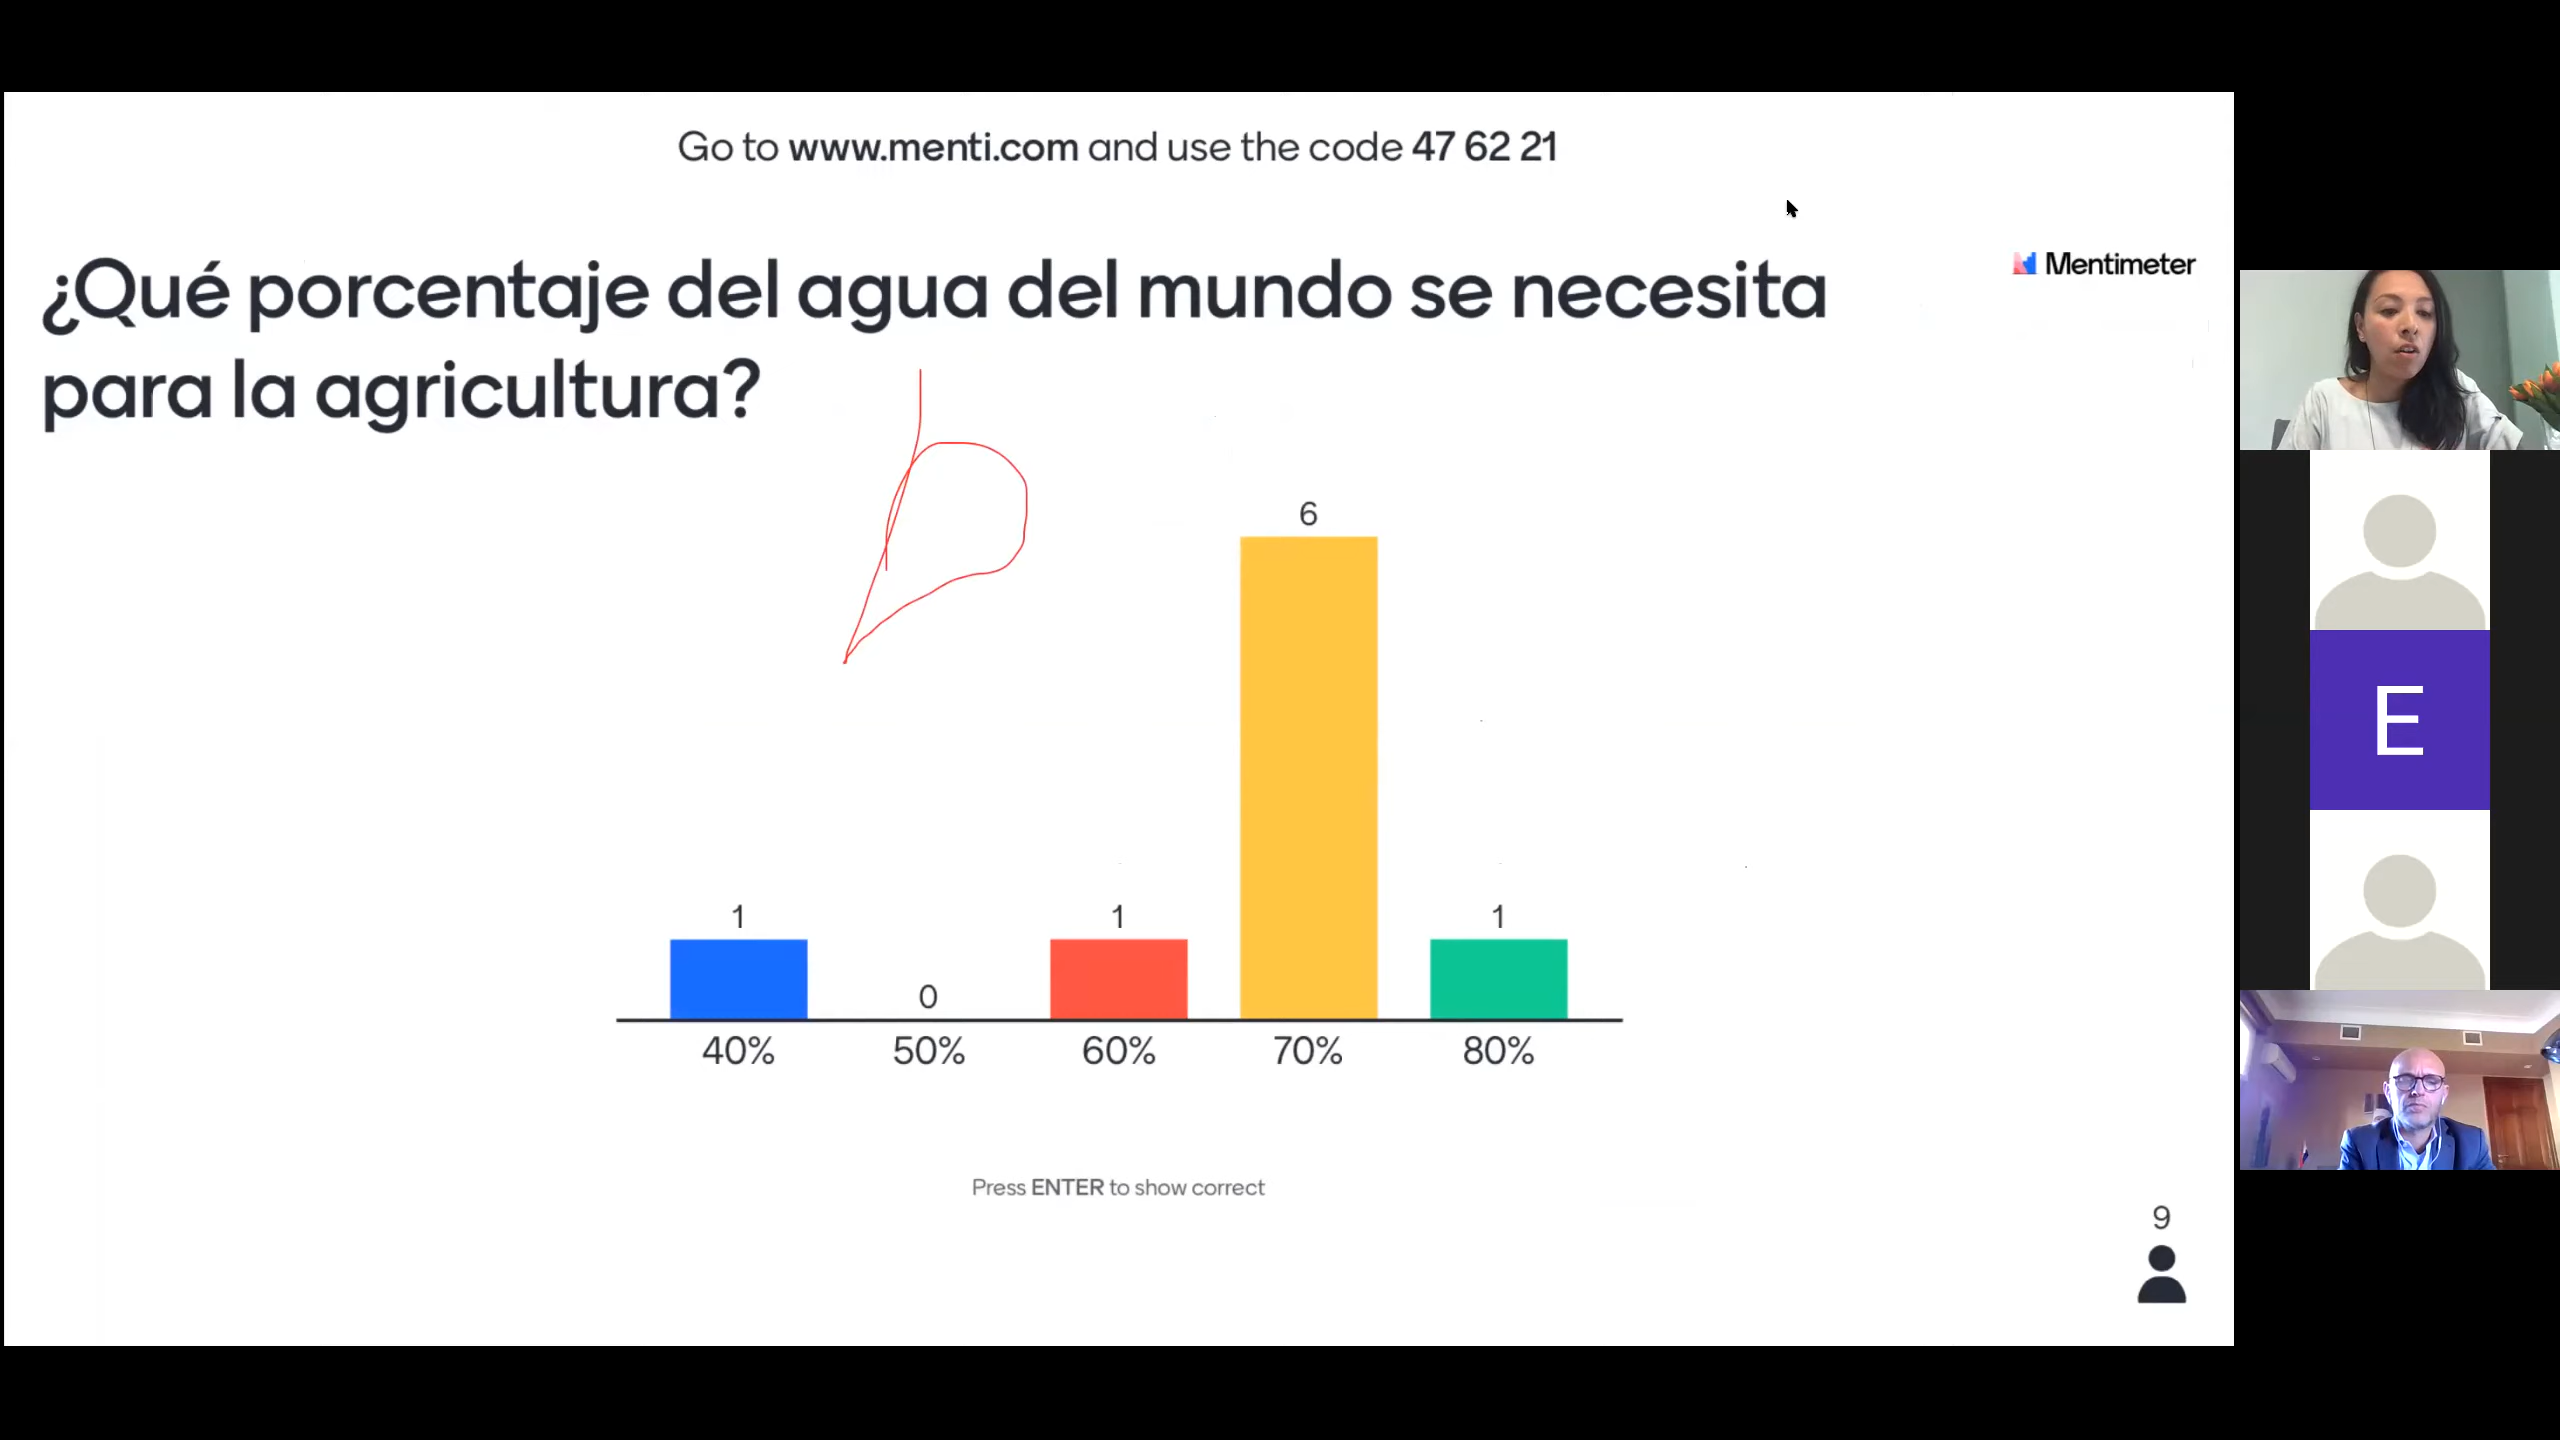 Go to www.menti.com and use the code 47 62 21
Mentimeter
¿Qué porcentaje del agua del mundo se necesita
para la agricultura?
6
1
0
1
1
40%
50%
60%
70%
80%
Press ENTER to show correct
9
E